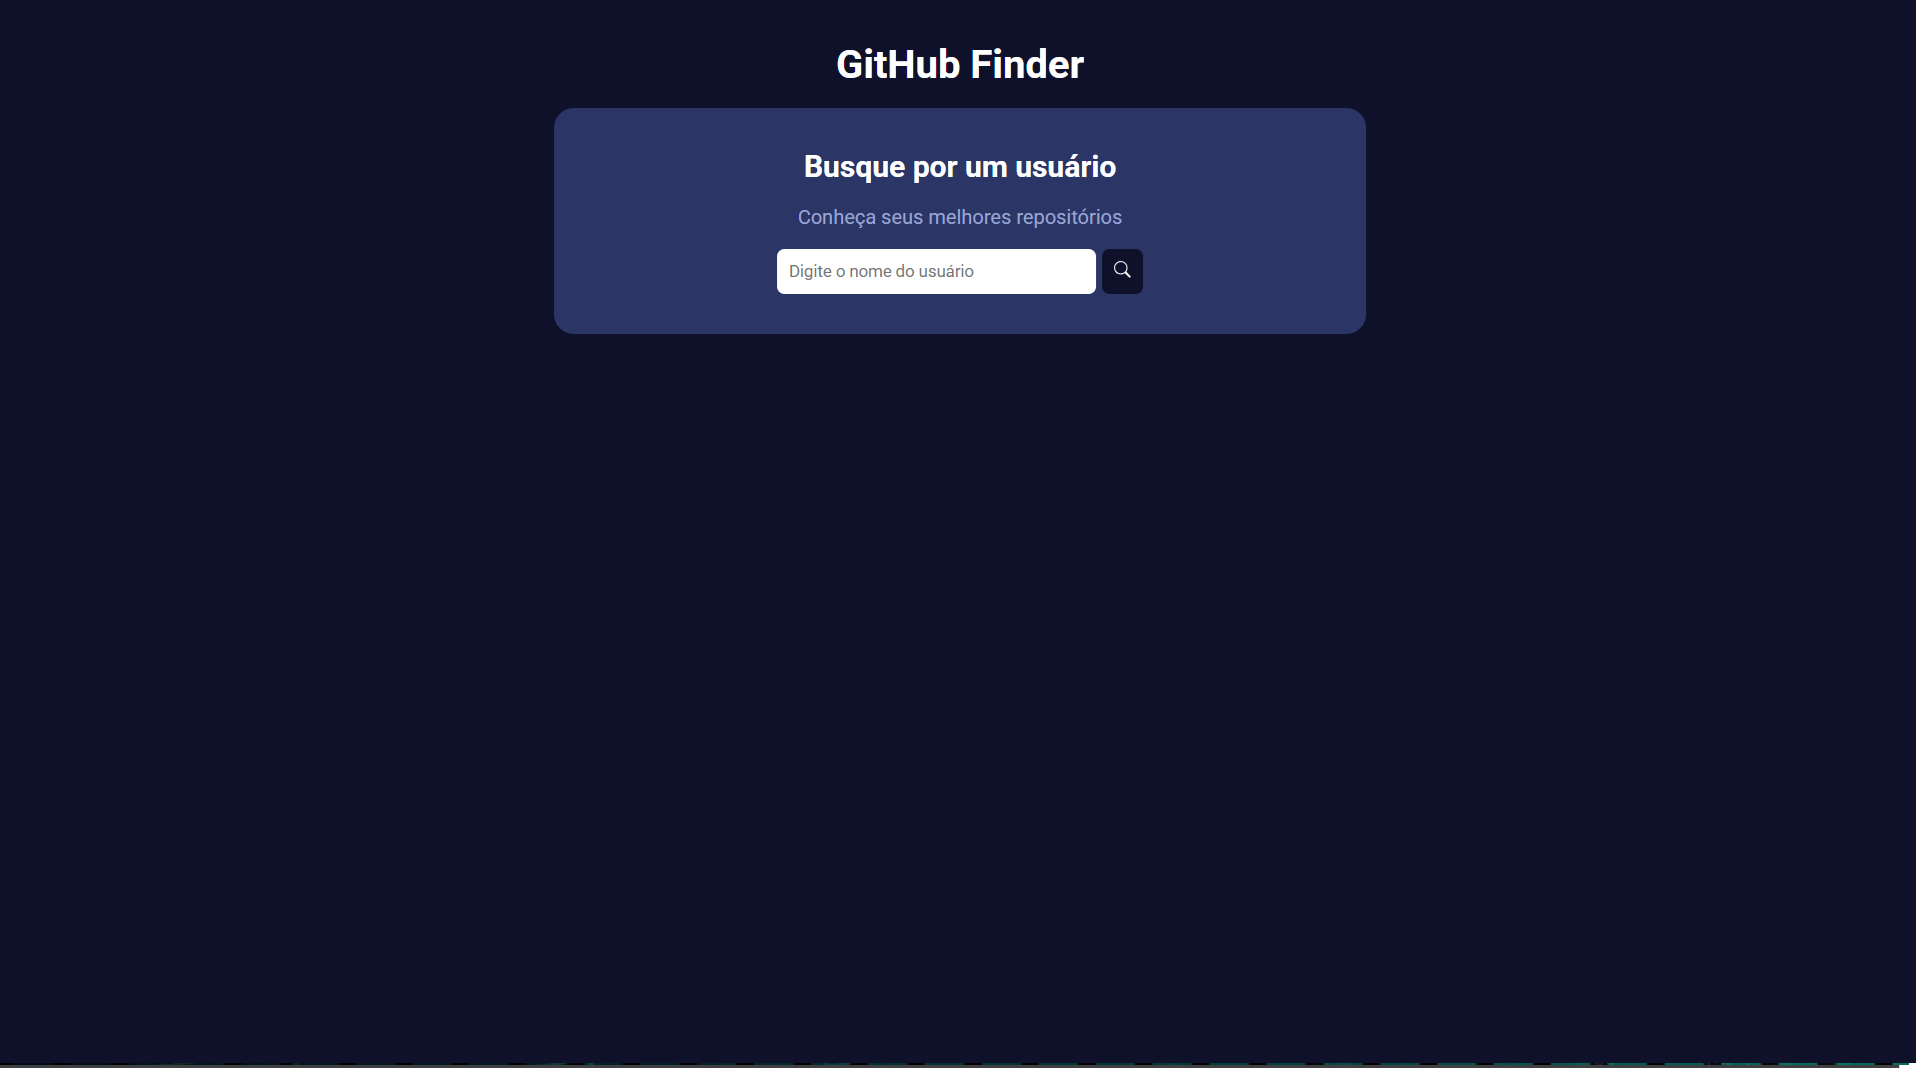 GitHub Finder
Busque por um usuário
Conheça seus melhores repositórios
Digite o nome do usuário